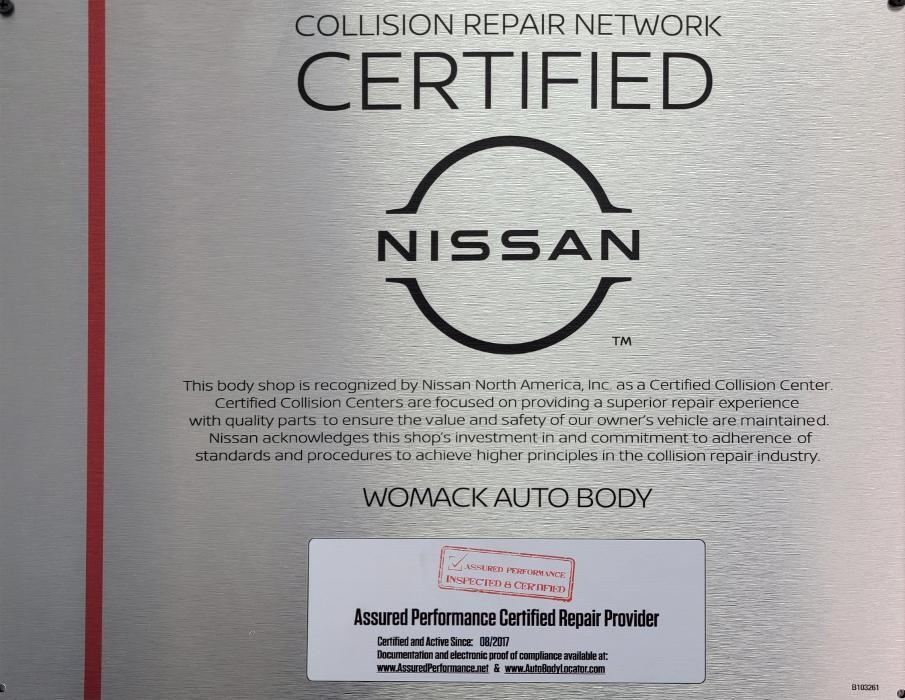 COLLISION REPAIR NETWORK
CERTIFIED
NISSAN
TM
This body shop is recognized by Nissan North America, Inc. as a Certified Collision Center.
Certified Collision Centers are focused on providing a superior repair experience
with quality parts to ensure the value and safety of our owner's vehicle are maintained.
Nissan acknowledges this shop's investment in and commitment to adherence of
standards and procedures to achieve higher principles in the collision repair industry.
WOMACK AUTO BODY
ASSURED PERFORMANCE
INSPECTED & CERTIFIED
Assured Performance Certified Repair Provider
Certified and Active Since: 08/2017
Documentation and electronic proof of compliance available at:
www.AssuredPerformance.net & www.AutoBodyLocator.com
B103261